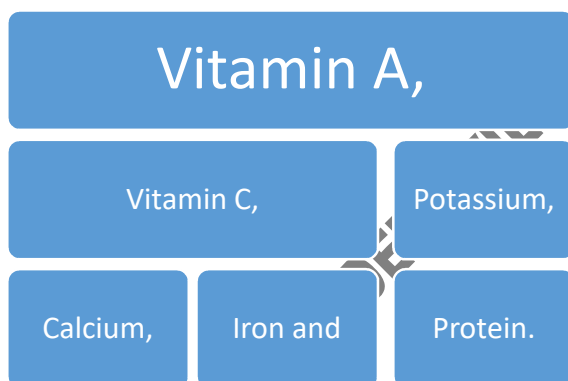 Vitamin A,
Vitamin C,
Potassium,
Calcium,
Iron and
Protein.